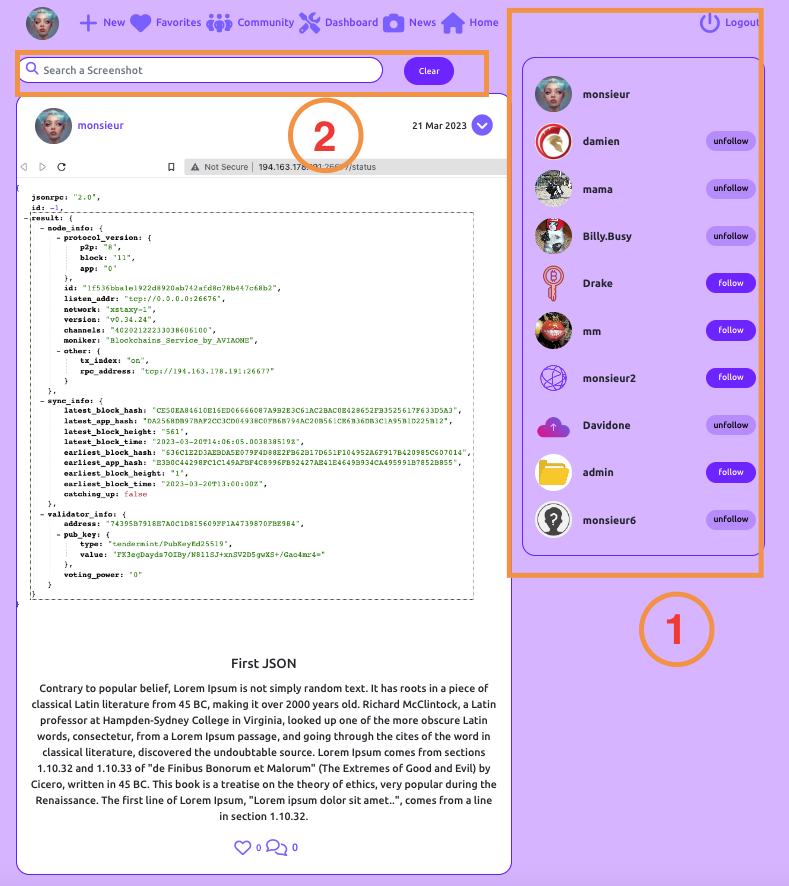 New Favorites Community Dashboard News Home Logout
Search a Screenshot Clear
monsieur 21 Mar 2023
2
Not Secure | 194.163.178.191:26657/status
{
jsonrpc: "2.0",
id: -1,
- result: {
- node_info: {
- protocol_version: {
p2p: "8",
block: "11",
app: "0"
},
id: "1f536bba1e1922d8920ab742afd8c78b447c68b2",
listen_addr: "tcp://0.0.0.0:26676",
network: "xstaxy-1",
version: "v0.34.24",
channels: "40202122233038606100",
moniker: "Blockchains_Service_by_AVIAONE",
- other: {
tx_index: "on",
rpc_address: "tcp://194.163.178.191:26677"
}
},
- sync_info: {
latest_block_hash: "CE50EA84610E16ED06666087A9B2E3C61AC2BAC0E428652FB3525617F633D5A3",
latest_app_hash: "DA2568DB97BAF2CC3CD04938C0FB6B794AC20B561CE6B36DB3C1A95B1D225B12",
latest_block_height: "561",
latest_block_time: "2023-03-20T14:06:05.003838519Z",
earliest_block_hash: "636C1E2D3AEBDA5E079F4D88E2FB62B17D651F104952A6F917B420985C607014",
earliest_app_hash: "E3B0C44298FC1C149AFBF4C8996FB92427AE41E4649B934CA495991B7852B855",
earliest_block_height: "1",
earliest_block_time: "2023-03-20T13:00:00Z",
catching_up: false
},
- validator_info: {
address: "74395B7918E7A0C1D815609FF1A4739870FBE984",
- pub_key: {
type: "tendermint/PubKeyEd25519",
value: "FX3egDayds7OIBy/N811SJ+xnSV2D5gwXS+/Gao4mr4="
},
voting_power: "0"
}
}
}
First JSON
Contrary to popular belief, Lorem Ipsum is not simply random text. It has roots in a piece of
classical Latin literature from 45 BC, making it over 2000 years old. Richard McClintock, a Latin
professor at Hampden-Sydney College in Virginia, looked up one of the more obscure Latin
words, consectetur, from a Lorem Ipsum passage, and going through the cites of the word in
classical literature, discovered the undoubtable source. Lorem Ipsum comes from sections
1.10.32 and 1.10.33 of "de Finibus Bonorum et Malorum" (The Extremes of Good and Evil) by
Cicero, written in 45 BC. This book is a treatise on the theory of ethics, very popular during the
Renaissance. The first line of Lorem Ipsum, "Lorem ipsum dolor sit amet..", comes from a line
in section 1.10.32.
0 0
monsieur
damien unfollow
mama unfollow
Billy.Busy unfollow
Drake follow
mm follow
monsieur2 follow
Davidone unfollow
admin follow
monsieur6 unfollow
1